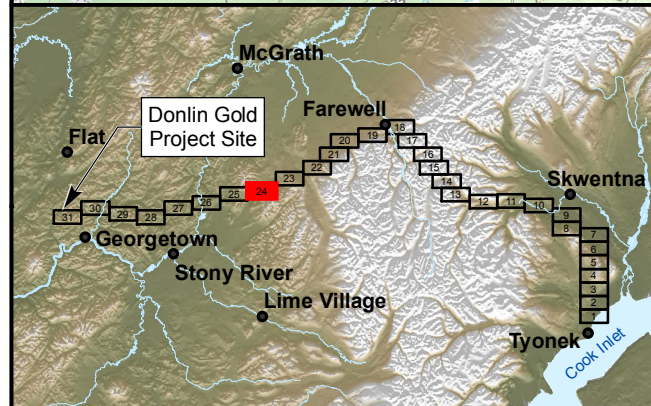 McGrath
Donlin Gold
Project Site
Farewell
Flat
18
19
17
20
16
21
15
22
14
23
13
24
12
11
10
25
26
27
28
29
30
31
Skwentna
9
8
7
6
5
4
3
2
1
Georgetown
Stony River
Lime Village
Tyonek
Cook Inlet